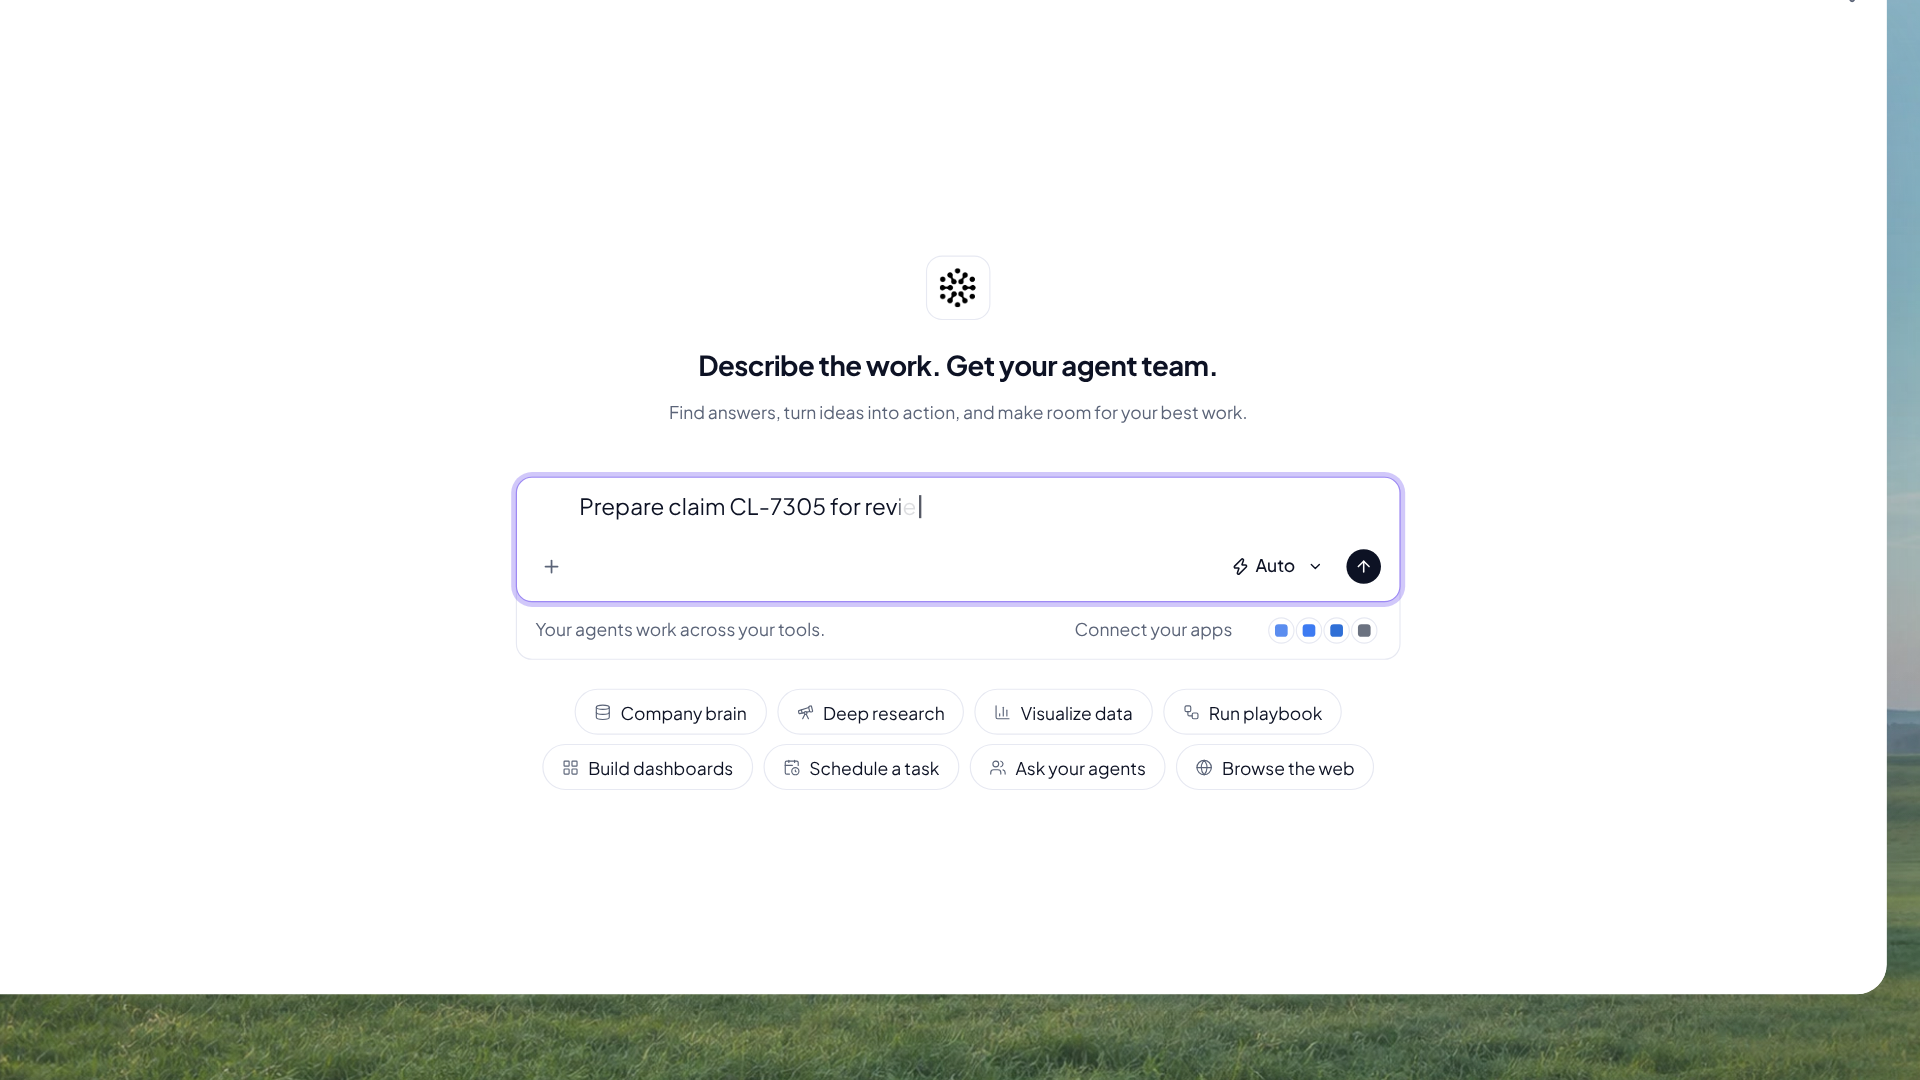 Describe the work. Get your agent team.
Find answers, turn ideas into action, and make room for your best work.
Prepare claim CL-7305 for revie
Auto
Your agents work across your tools.
Connect your apps
Company brain
Deep research
Visualize data
Run playbook
Build dashboards
Schedule a task
Ask your agents
Browse the web